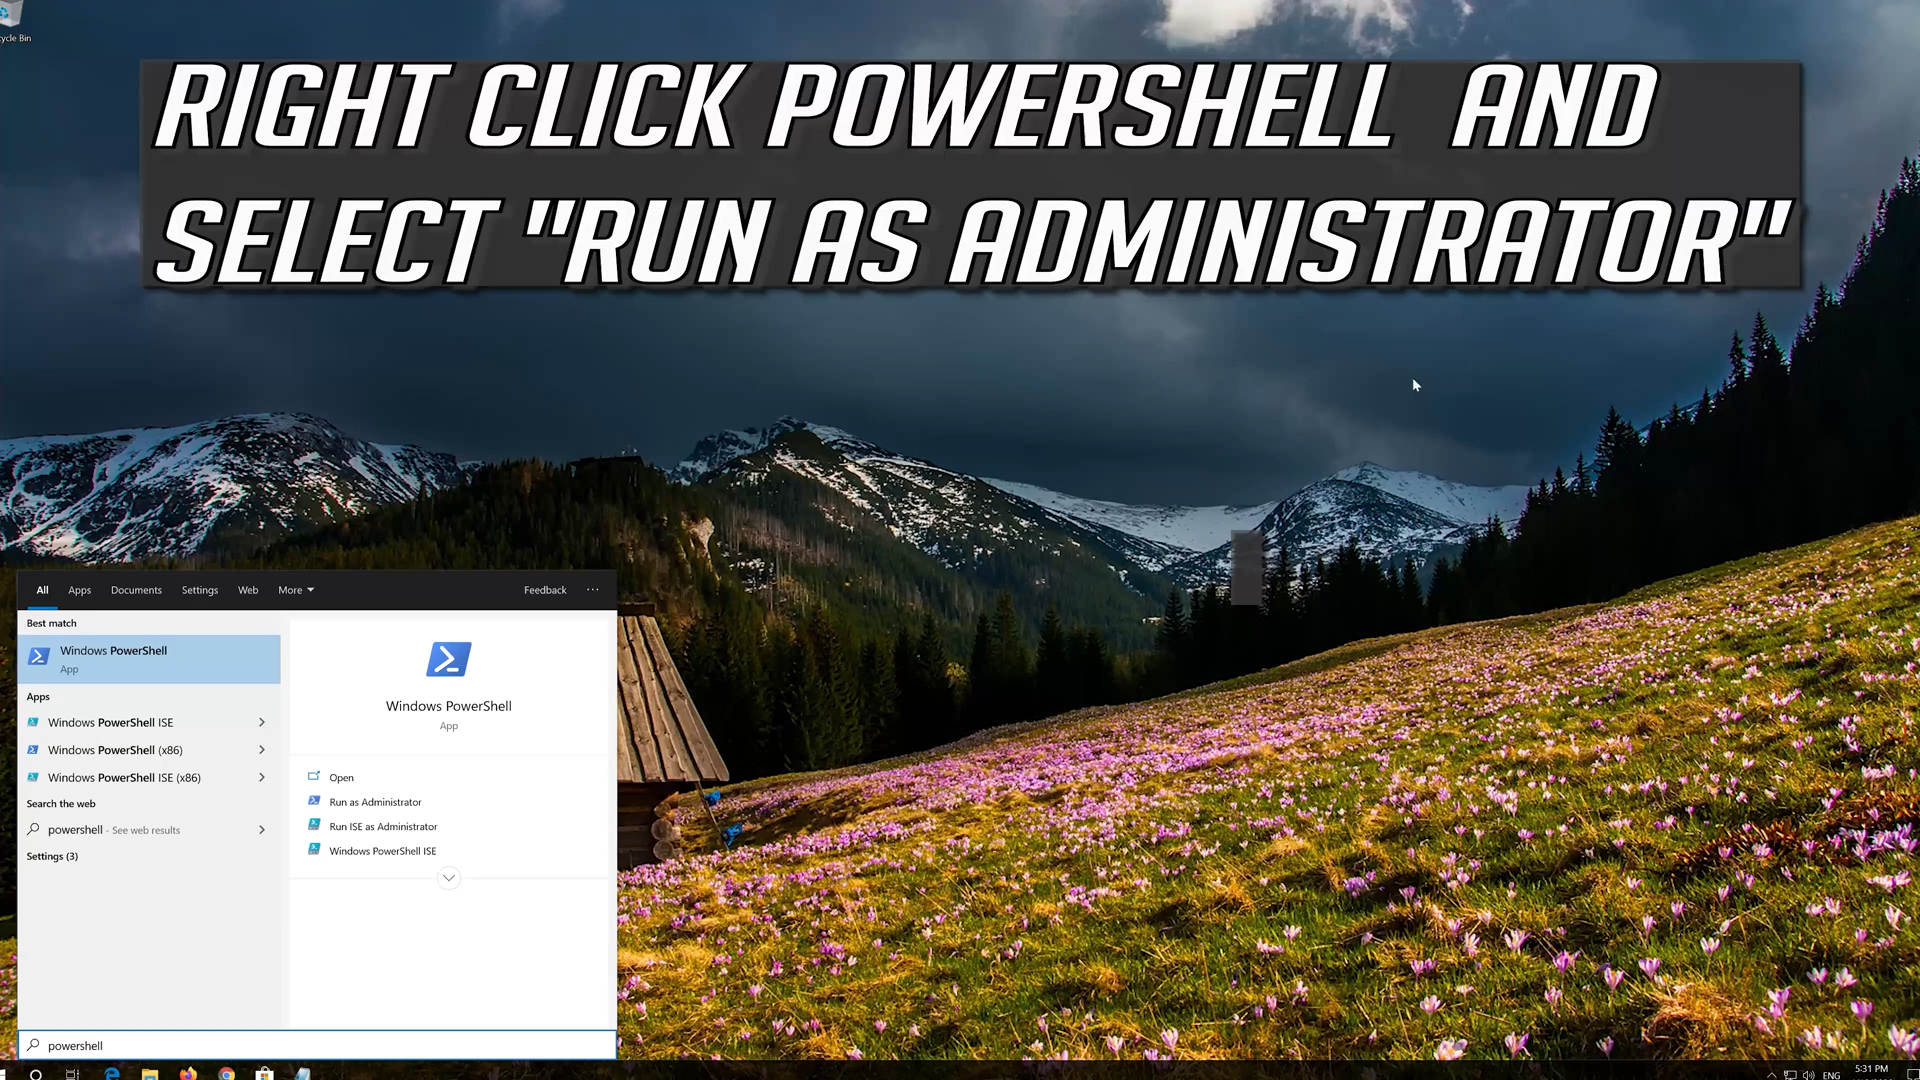 cycle Bin
RIGHT CLICK POWERSHELL AND
SELECT "RUN AS ADMINISTRATOR"
All Apps Documents Settings Web More Feedback ...
Best match
Windows PowerShell
App
Apps
Windows PowerShell ISE
Windows PowerShell (x86)
Windows PowerShell ISE (x86)
Search the web
powershell - See web results
Settings (3)
Windows PowerShell
App
Open
Run as Administrator
Run ISE as Administrator
Windows PowerShell ISE
powershell
ENG
5:31 PM